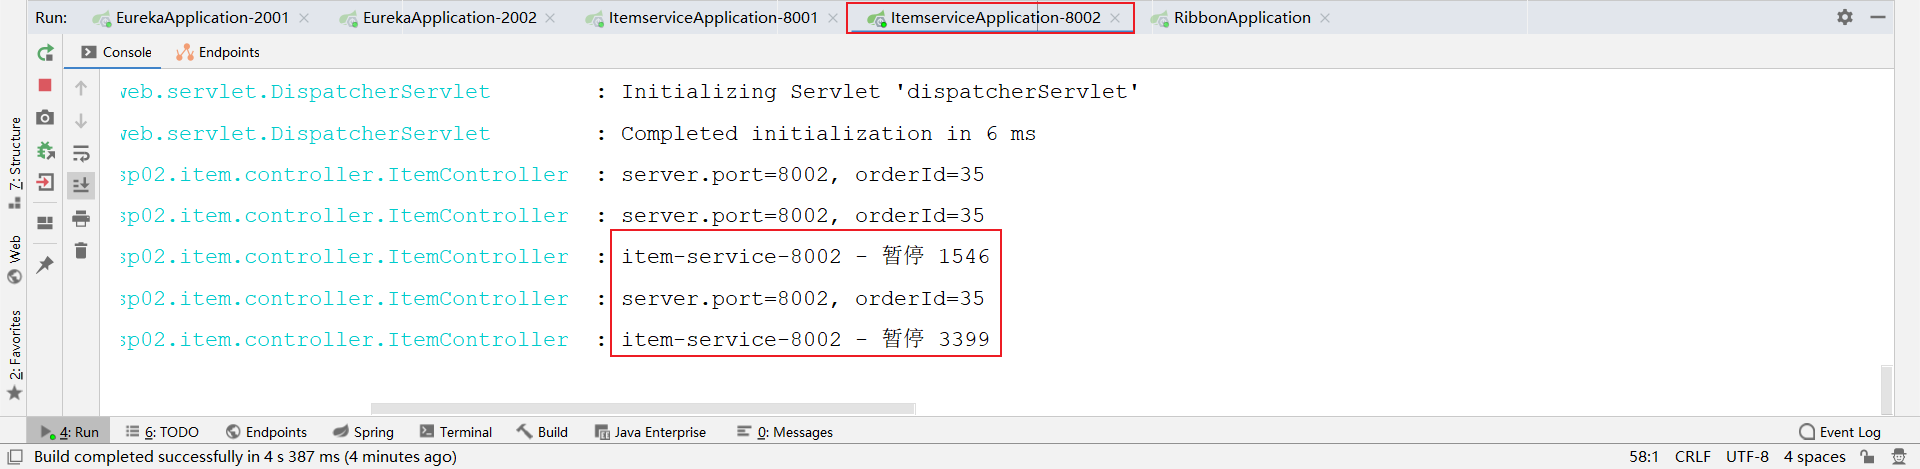 Run: EurekaApplication-2001 EurekaApplication-2002 ItemserviceApplication-8001 ItemserviceApplication-8002 RibbonApplication
Console Endpoints
web.servlet.DispatcherServlet : Initializing Servlet 'dispatcherServlet'
web.servlet.DispatcherServlet : Completed initialization in 6 ms
sp02.item.controller.ItemController : server.port=8002, orderId=35
sp02.item.controller.ItemController : server.port=8002, orderId=35
sp02.item.controller.ItemController : item-service-8002 - 暂停 1546
sp02.item.controller.ItemController : server.port=8002, orderId=35
sp02.item.controller.ItemController : item-service-8002 - 暂停 3399
7: Structure
Web
2: Favorites
4: Run 6: TODO Endpoints Spring Terminal Build Java Enterprise 0: Messages Event Log
Build completed successfully in 4 s 387 ms (4 minutes ago) 58:1 CRLF UTF-8 4 spaces